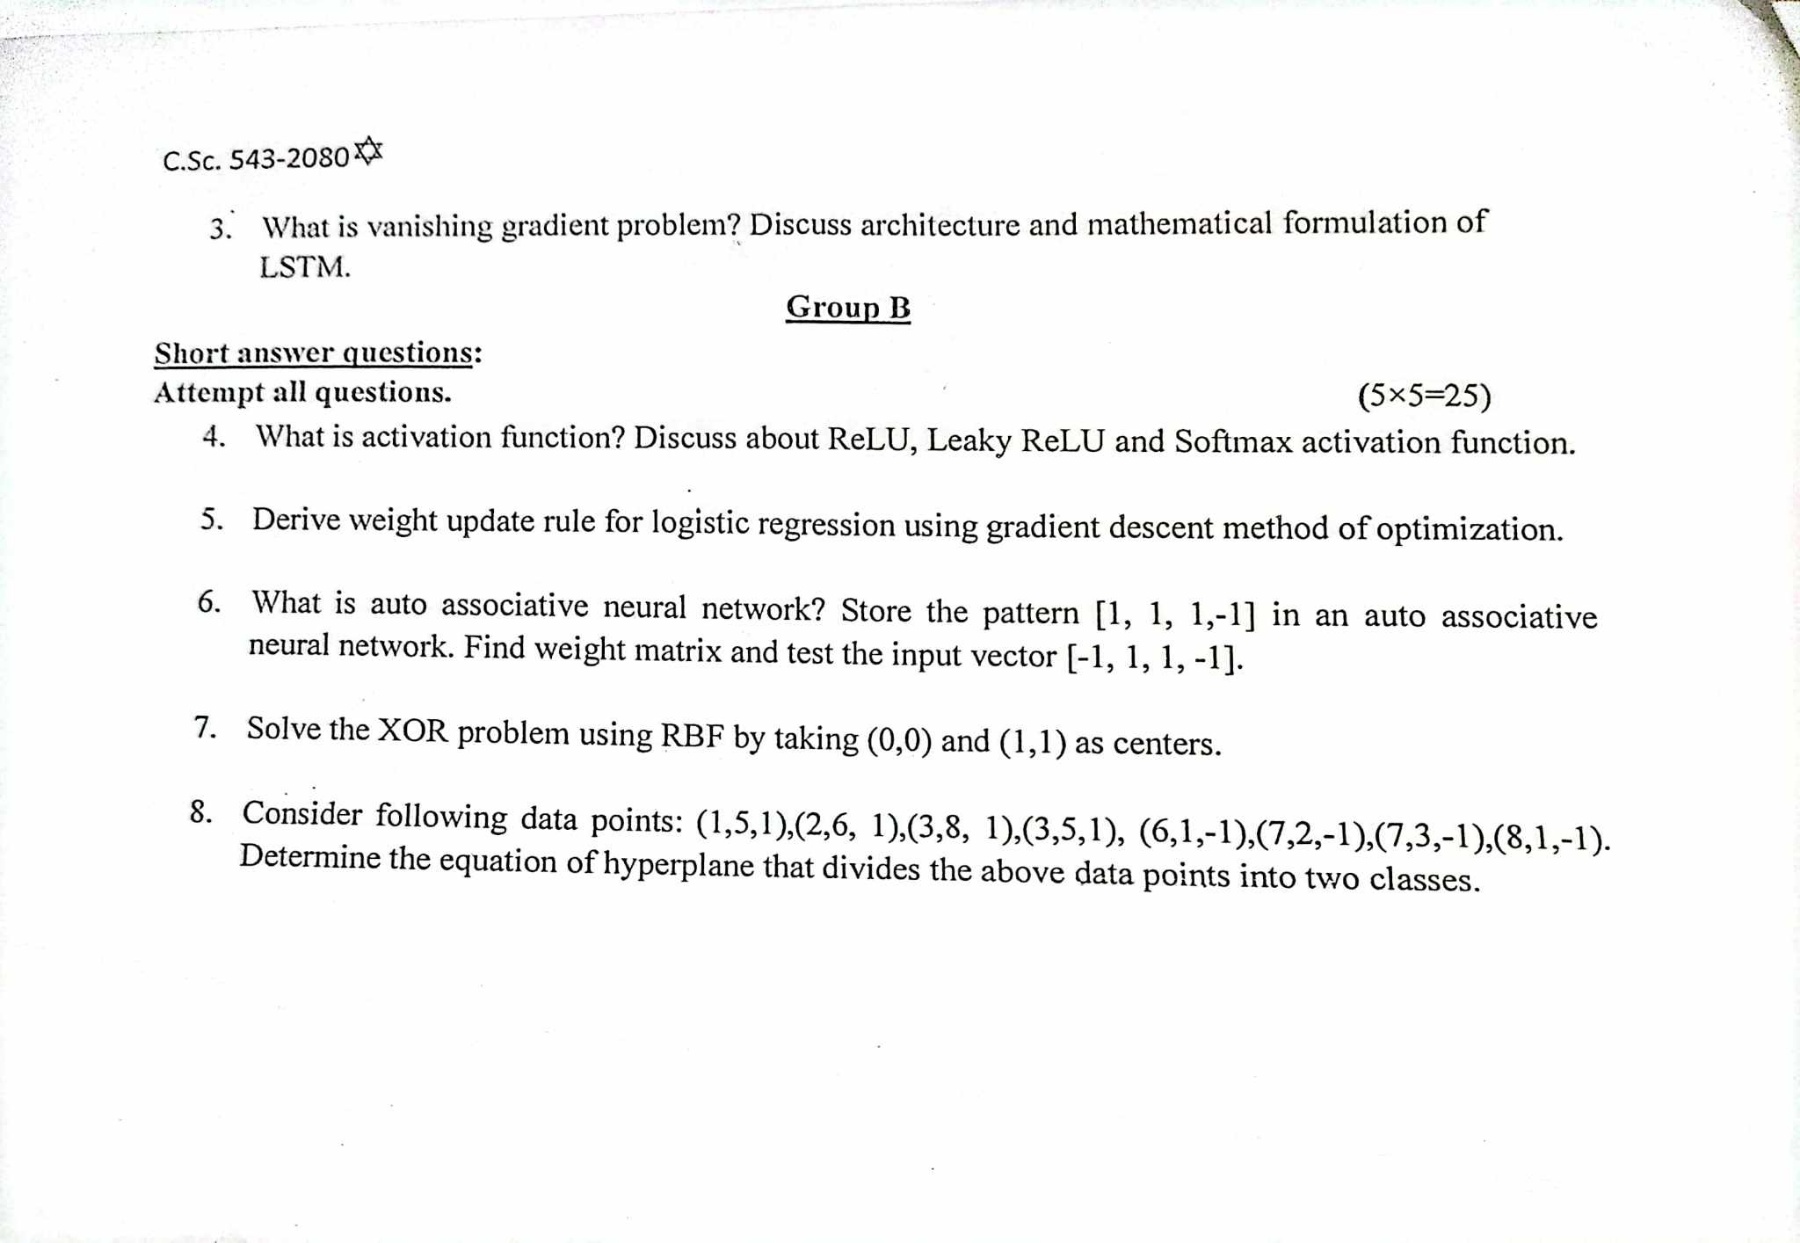 C.Sc. 543-2080✡
3. What is vanishing gradient problem? Discuss architecture and mathematical formulation of
LSTM.
Group B
Short answer questions:
Attempt all questions. (5×5=25)
4. What is activation function? Discuss about ReLU, Leaky ReLU and Softmax activation function.
5. Derive weight update rule for logistic regression using gradient descent method of optimization.
6. What is auto associative neural network? Store the pattern [1, 1, 1,-1] in an auto associative
neural network. Find weight matrix and test the input vector [-1, 1, 1, -1].
7. Solve the XOR problem using RBF by taking (0,0) and (1,1) as centers.
8. Consider following data points: (1,5,1),(2,6, 1),(3,8, 1),(3,5,1), (6,1,-1),(7,2,-1),(7,3,-1),(8,1,-1).
Determine the equation of hyperplane that divides the above data points into two classes.